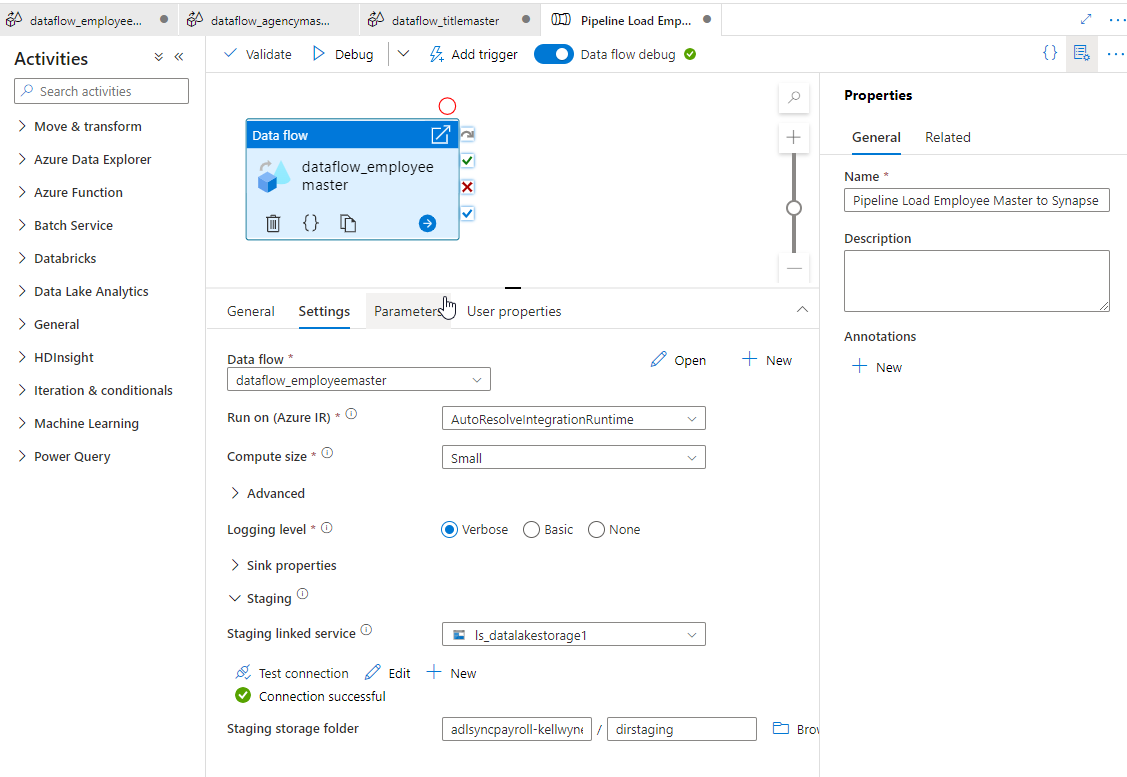 dataflow_employee...
dataflow_agencymas...
dataflow_titlemaster
Pipeline Load Emp...
Activities
Search activities
Move & transform
Azure Data Explorer
Azure Function
Batch Service
Databricks
Data Lake Analytics
General
HDInsight
Iteration & conditionals
Machine Learning
Power Query
Validate
Debug
Add trigger
Data flow debug
Data flow
dataflow_employee
master
General
Settings
Parameters
User properties
Data flow *
Open
New
dataflow_employeemaster
Run on (Azure IR) *
AutoResolveIntegrationRuntime
Compute size *
Small
Advanced
Logging level *
Verbose
Basic
None
Sink properties
Staging
Staging linked service
ls_datalakestorage1
Test connection
Edit
New
Connection successful
Staging storage folder
adlsyncpayroll-kellwyne
/
dirstaging
Brow
Properties
General
Related
Name *
Pipeline Load Employee Master to Synapse
Description
Annotations
New